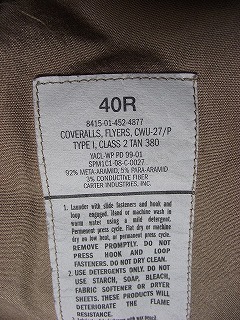 40R
8415-01-452-4877
COVERALLS, FLYERS, CWU-27/P
TYPE I, CLASS 2 TAN 380
YACL-WP PD 99-01
SPM1C1-08-C-0027
92% META-ARAMID, 5% PARA-ARAMID
3% CONDUCTIVE FIBER
CARTER INDUSTRIES, INC.
1. Launder with slide fasteners and hook and
loop engaged. Hand or machine wash in
warm water using a mild detergent.
Permanent press cycle. Flat dry or machine
dry on low heat, or permanent press cycle.
REMOVE PROMPTLY. DO NOT
PRESS HOOK AND LOOP
FASTENERS. DO NOT DRY CLEAN.
2. USE DETERGENTS ONLY. DO NOT
USE STARCH, SOAP, BLEACH,
FABRIC SOFTENER OR DRYER
SHEETS. THESE PRODUCTS WILL
DETERIORATE THE FLAME
RESISTANCE.